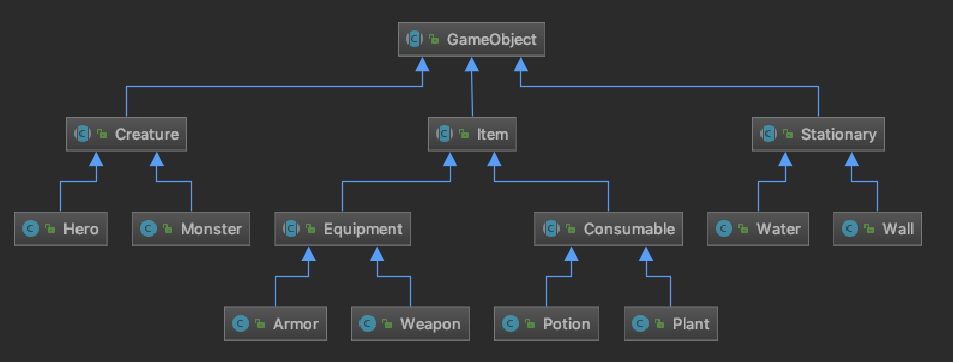 GameObject
Creature
Item
Stationary
Hero
Monster
Equipment
Consumable
Water
Wall
Armor
Weapon
Potion
Plant